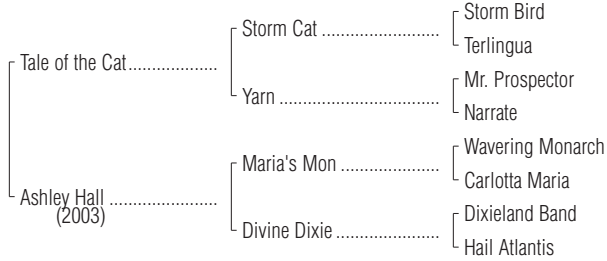 Storm Bird
Storm Cat ..............................
Terlingua
Tale of the Cat....................
Mr. Prospector
Yarn .........................................
Narrate
Wavering Monarch
Maria's Mon .........................
Carlotta Maria
Ashley Hall ........................
(2003)
Dixieland Band
Divine Dixie ..........................
Hail Atlantis